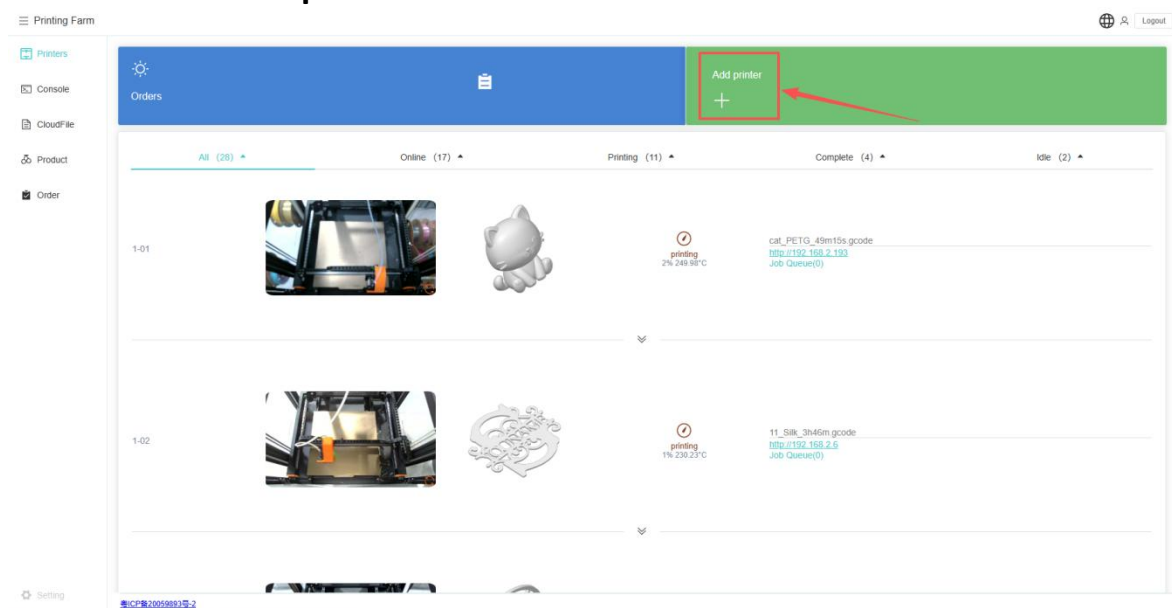 Printing Farm
Logout
Printers
Console
CloudFile
Product
Order
Setting
Orders
Add printer
All (28)
Online (17)
Printing (11)
Complete (4)
Idle (2)
1-01
printing
2% 249.98°C
cat_PETG_49m15s.gcode
http://192.168.2.193
Job Queue(0)
1-02
printing
1% 230.23°C
11_Silk_3h46m.gcode
http://192.168.2.6
Job Queue(0)
粤ICP备20059893号-2